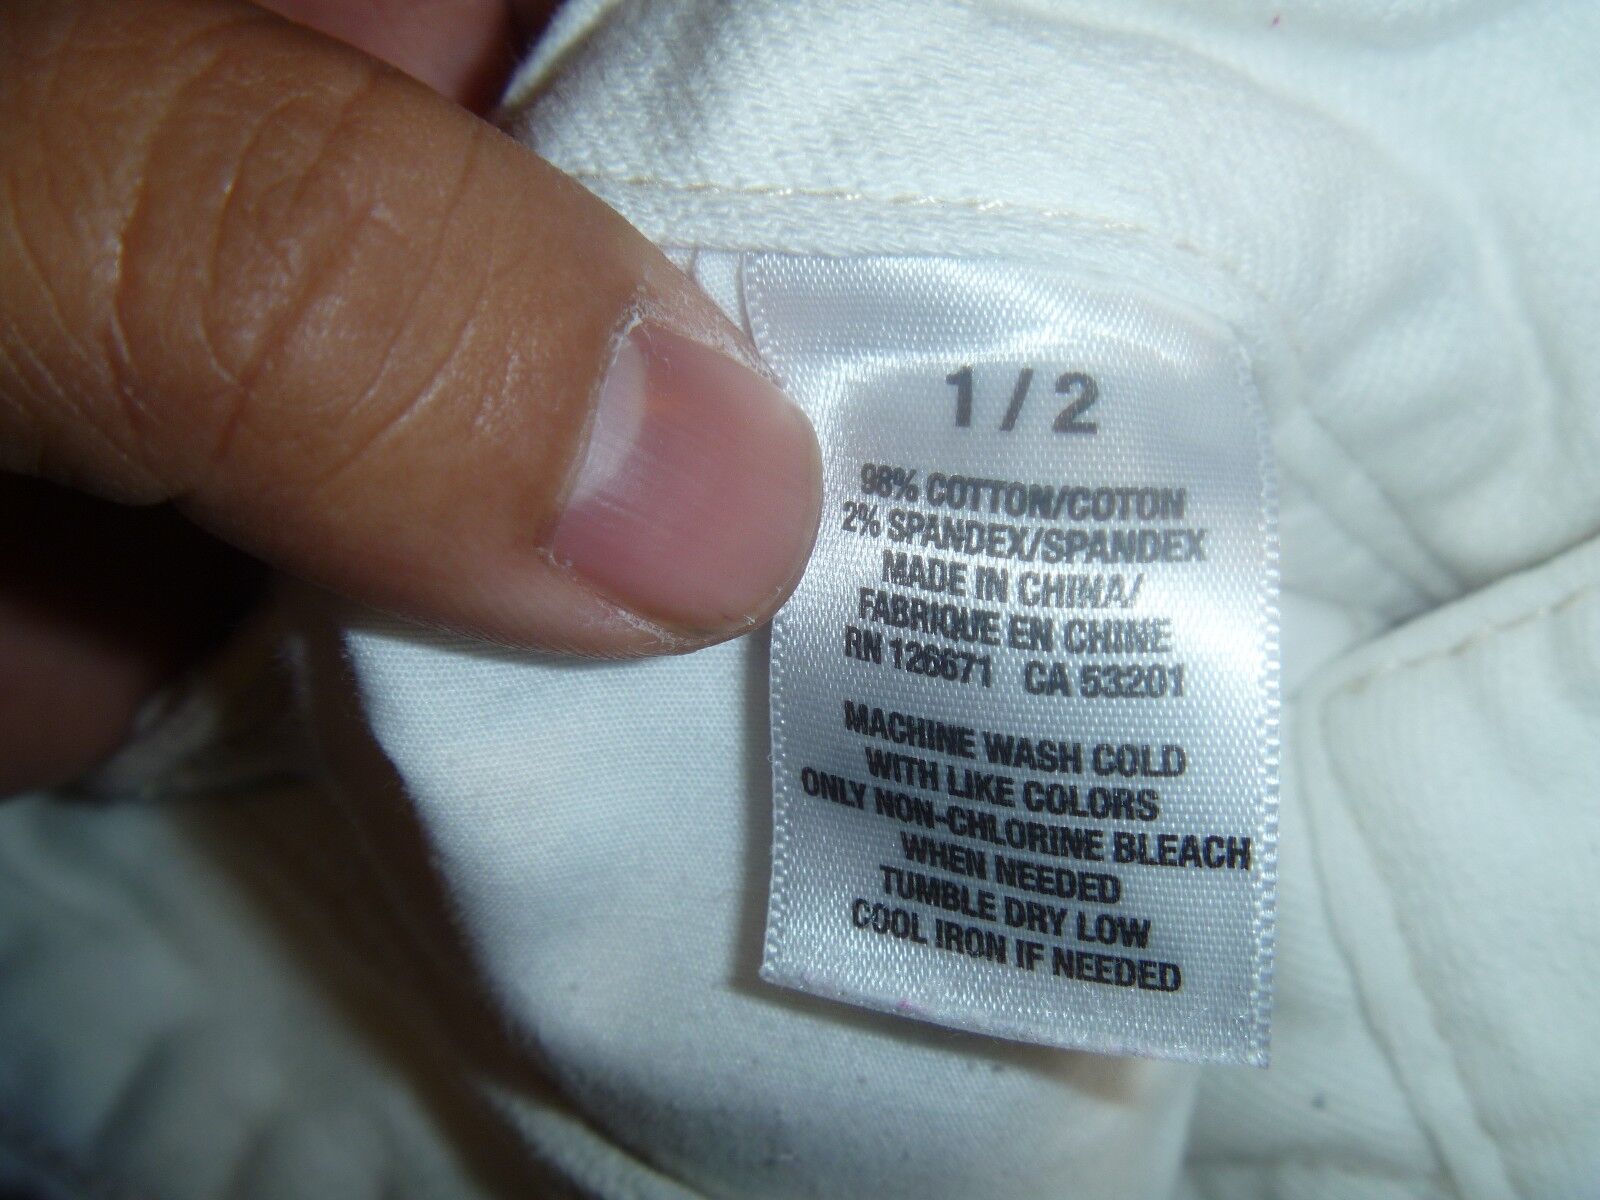 1 / 2
98% COTTON/COTON
2% SPANDEX/SPANDEX
MADE IN CHINA/
FABRIQUE EN CHINE
RN 126671 CA 53201
MACHINE WASH COLD
WITH LIKE COLORS
ONLY NON-CHLORINE BLEACH
WHEN NEEDED
TUMBLE DRY LOW
COOL IRON IF NEEDED